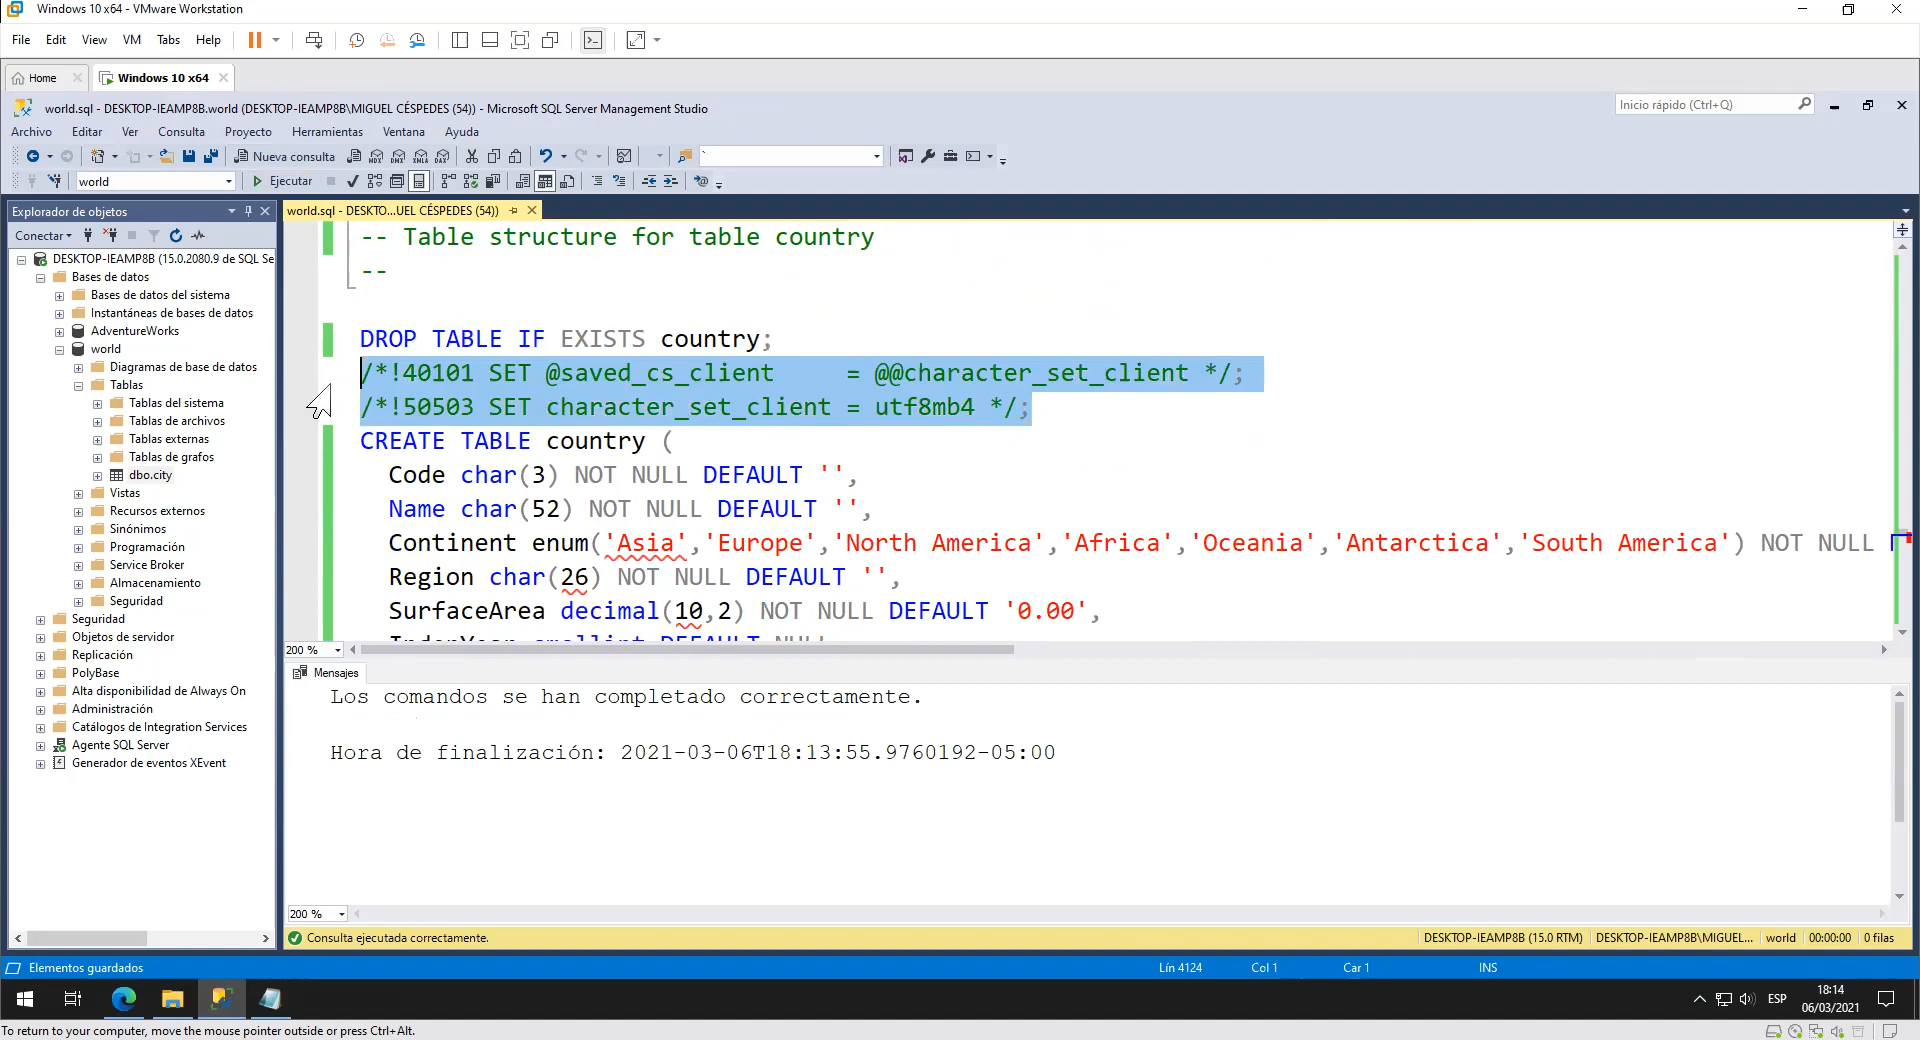 Windows 10 x64 - VMware Workstation
File Edit View VM Tabs Help
Home Windows 10 x64
world.sql - DESKTOP-IEAMP8B.world (DESKTOP-IEAMP8B\MIGUEL CÉSPEDES (54)) - Microsoft SQL Server Management Studio
Inicio rápido (Ctrl+Q)
Archivo Editar Ver Consulta Proyecto Herramientas Ventana Ayuda
Nueva consulta
MDX DMX XMLA DAX
`
world
Ejecutar
Explorador de objetos
world.sql - DESKTO...UEL CÉSPEDES (54))
Conectar
DESKTOP-IEAMP8B (15.0.2080.9 de SQL Se
Bases de datos
Bases de datos del sistema
Instantáneas de bases de datos
AdventureWorks
world
Diagramas de base de datos
Tablas
Tablas del sistema
Tablas de archivos
Tablas externas
Tablas de grafos
dbo.city
Vistas
Recursos externos
Sinónimos
Programación
Service Broker
Almacenamiento
Seguridad
Seguridad
Objetos de servidor
Replicación
PolyBase
Alta disponibilidad de Always On
Administración
Catálogos de Integration Services
Agente SQL Server
Generador de eventos XEvent
-- Table structure for table country
--
DROP TABLE IF EXISTS country;
/*!40101 SET @saved_cs_client     = @@character_set_client */;
/*!50503 SET character_set_client = utf8mb4 */;
CREATE TABLE country (
Code char(3) NOT NULL DEFAULT '',
Name char(52) NOT NULL DEFAULT '',
Continent enum('Asia','Europe','North America','Africa','Oceania','Antarctica','South America') NOT NULL
Region char(26) NOT NULL DEFAULT '',
SurfaceArea decimal(10,2) NOT NULL DEFAULT '0.00',
IndepYear smallint DEFAULT NULL
200 %
Mensajes
Los comandos se han completado correctamente.
Hora de finalización: 2021-03-06T18:13:55.9760192-05:00
200 %
Consulta ejecutada correctamente.
DESKTOP-IEAMP8B (15.0 RTM) DESKTOP-IEAMP8B\MIGUEL... world 00:00:00 0 filas
Elementos guardados
Lín 4124 Col 1 Car 1 INS
ESP
18:14
06/03/2021
To return to your computer, move the mouse pointer outside or press Ctrl+Alt.